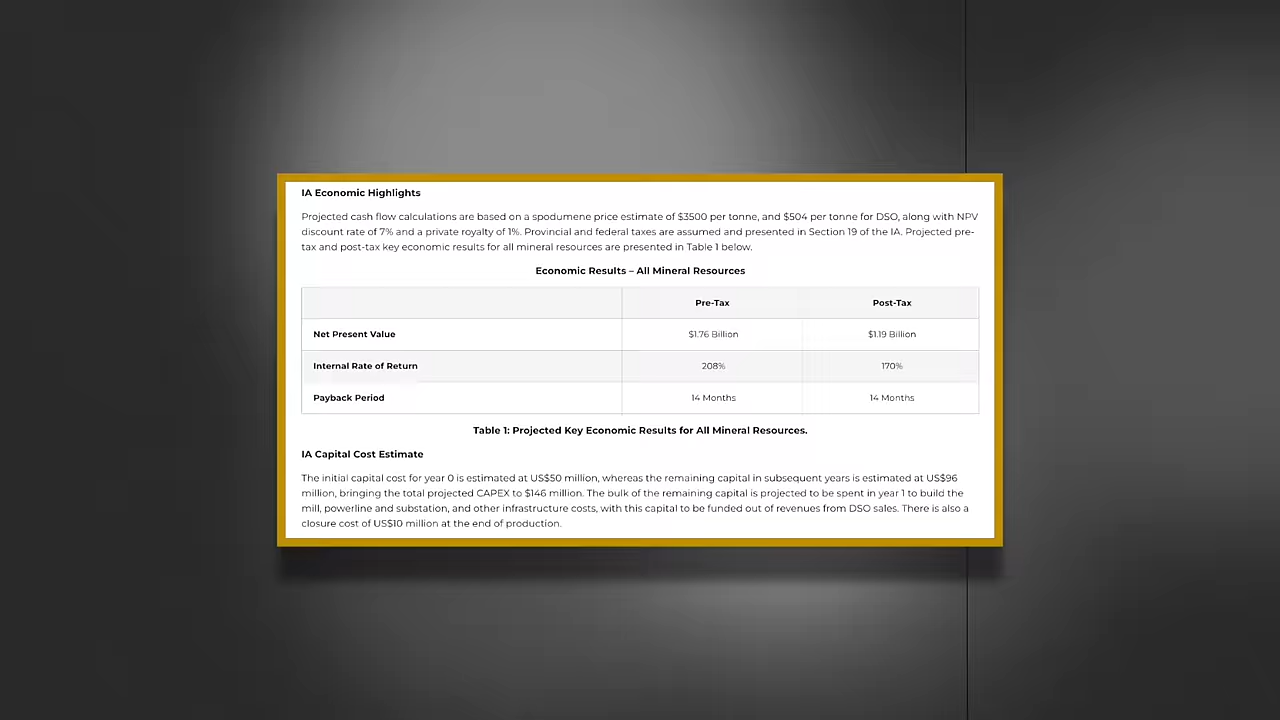 IA Economic Highlights
Projected cash flow calculations are based on a spodumene price estimate of $3500 per tonne, and $504 per tonne for DSO, along with NPV
discount rate of 7% and a private royalty of 1%. Provincial and federal taxes are assumed and presented in Section 19 of the IA. Projected pre-
tax and post-tax key economic results for all mineral resources are presented in Table 1 below.
Economic Results – All Mineral Resources
Pre-Tax Post-Tax
Net Present Value $1.76 Billion $1.19 Billion
Internal Rate of Return 208% 170%
Payback Period 14 Months 14 Months
Table 1: Projected Key Economic Results for All Mineral Resources.
IA Capital Cost Estimate
The initial capital cost for year 0 is estimated at US$50 million, whereas the remaining capital in subsequent years is estimated at US$96
million, bringing the total projected CAPEX to $146 million. The bulk of the remaining capital is projected to be spent in year 1 to build the
mill, powerline and substation, and other infrastructure costs, with this capital to be funded out of revenues from DSO sales. There is also a
closure cost of US$10 million at the end of production.